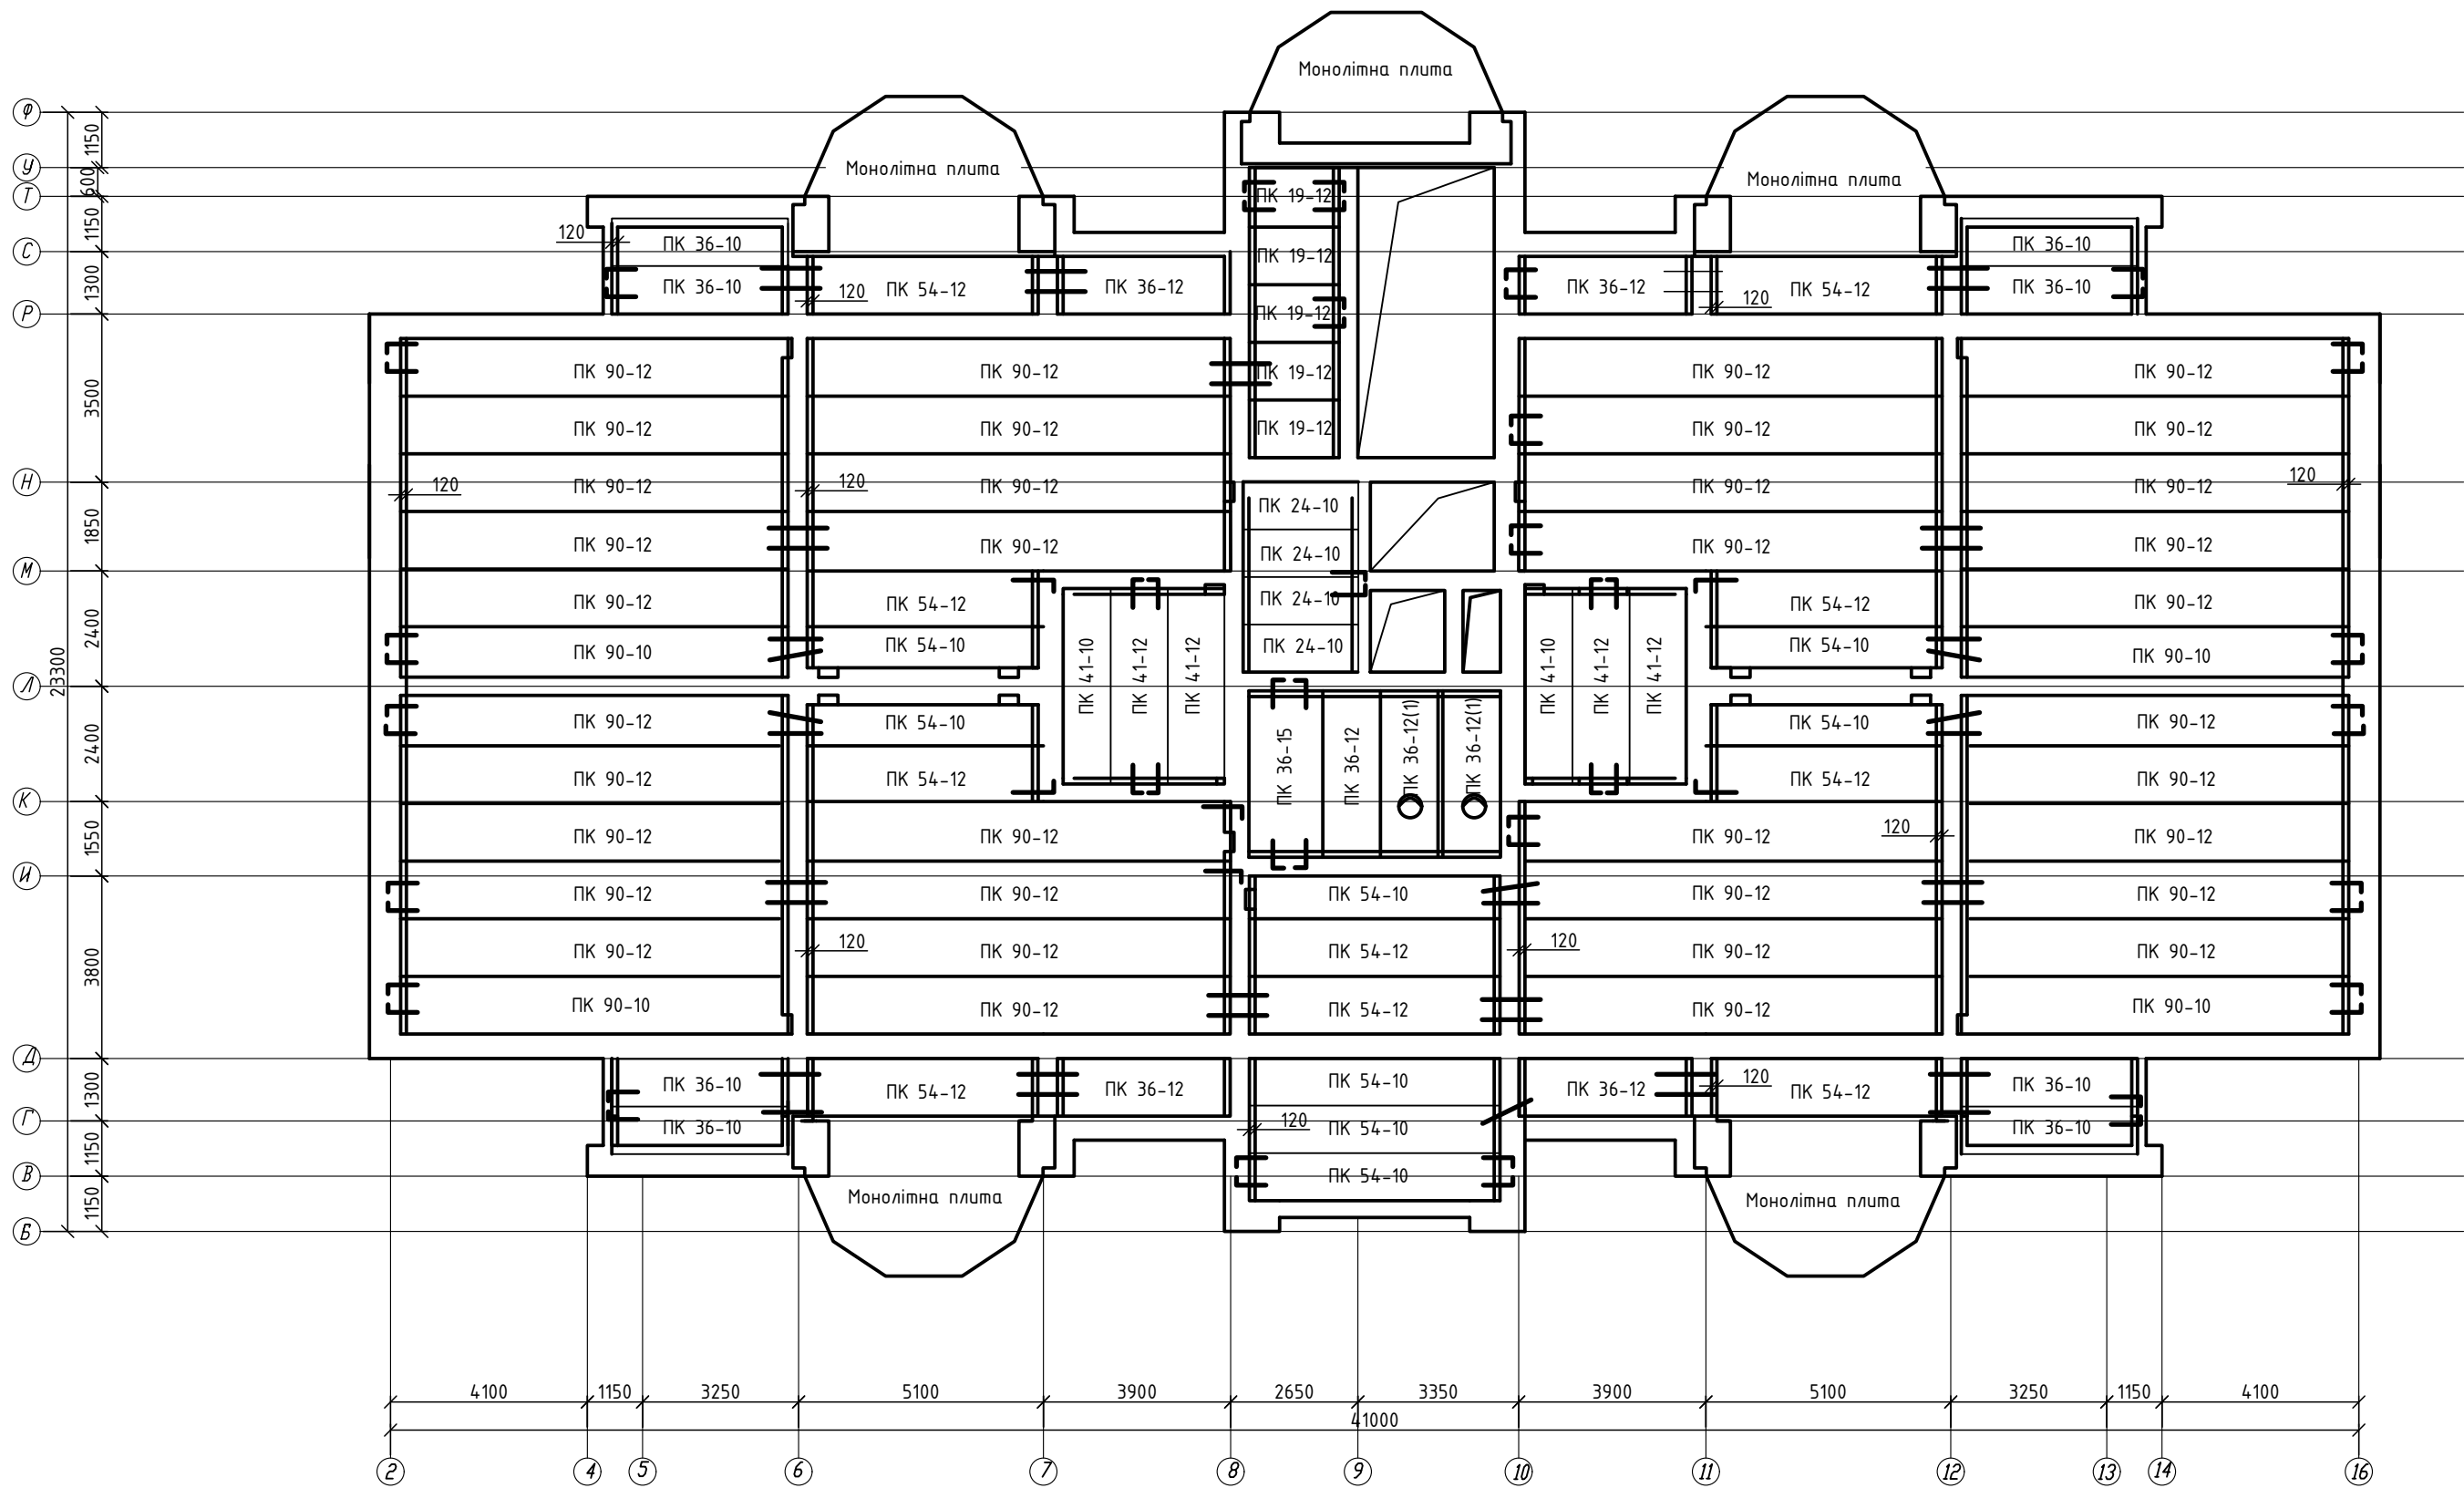 Монолітна плита
Ф
1150
У
Монолітна плита
Монолітна плита
600
Т
ПК 19-12
1150
120
ПК 36-10
ПК 36-10
С
ПК 19-12
1300
ПК 36-10
120
ПК 54-12
ПК 36-12
ПК 36-12
120
ПК 54-12
ПК 36-10
Р
ПК 19-12
3500
ПК 90-12
ПК 90-12
ПК 19-12
ПК 90-12
ПК 90-12
ПК 90-12
ПК 90-12
ПК 19-12
ПК 90-12
ПК 90-12
Н
120
ПК 90-12
120
ПК 90-12
ПК 24-10
ПК 90-12
ПК 90-12
120
1850
ПК 90-12
ПК 90-12
ПК 24-10
ПК 90-12
ПК 90-12
М
ПК 90-12
ПК 54-12
ПК 24-10
ПК 54-12
ПК 90-12
2400
ПК 90-10
ПК 54-10
ПК 24-10
ПК 54-10
ПК 90-10
23300
ПК 41-10
ПК 41-12
ПК 41-12
ПК 41-10
ПК 41-12
ПК 41-12
Л
2400
ПК 90-12
ПК 54-10
ПК 54-10
ПК 90-12
ПК 36-15
ПК 36-12
ПК 36-12(1)
ПК 36-12(1)
ПК 90-12
ПК 54-12
ПК 54-12
ПК 90-12
К
1550
ПК 90-12
ПК 90-12
ПК 90-12
120
ПК 90-12
И
ПК 90-12
ПК 90-12
ПК 54-10
ПК 90-12
ПК 90-12
3800
ПК 90-12
120
ПК 90-12
ПК 54-12
120
ПК 90-12
ПК 90-12
ПК 90-10
ПК 90-12
ПК 54-12
ПК 90-12
ПК 90-10
Д
1300
ПК 36-10
ПК 54-12
ПК 36-12
ПК 54-10
ПК 36-12
120
ПК 54-12
ПК 36-10
Г
ПК 36-10
120
ПК 54-10
ПК 36-10
1150
В
ПК 54-10
1150
Монолітна плита
Монолітна плита
Б
4100
1150
3250
5100
3900
2650
3350
3900
5100
3250
1150
4100
41000
2
4
5
6
7
8
9
10
11
12
13
14
16